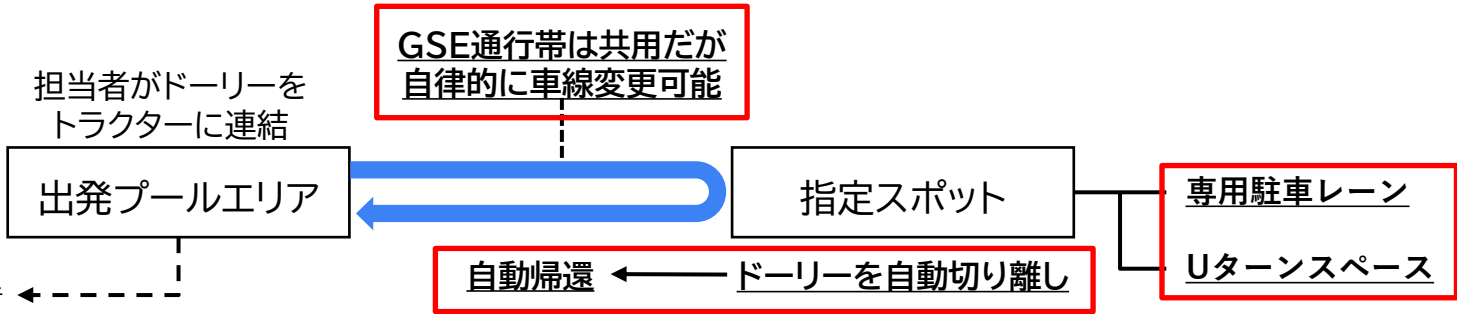 GSE通行帯は共用だが
自律的に車線変更可能
担当者がドーリーを
トラクターに連結
出発プールエリア
指定スポット
専用駐車レーン
Uターンスペース
自動帰還
ドーリーを自動切り離し